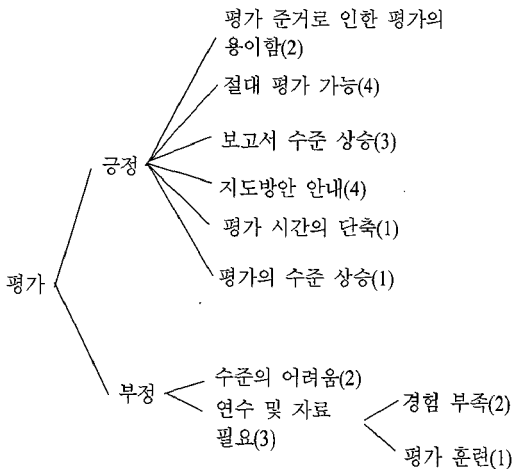 평가 준거로 인한 평가의
용이함(2)
절대 평가 가능(4)
보고서 수준 상승(3)
긍정
지도방안 안내(4)
평가 시간의 단축(1)
평가의 수준 상승(1)
평가
수준의 어려움(2)
부정
연수 및 자료
필요(3)
경험 부족(2)
평가 훈련(1)